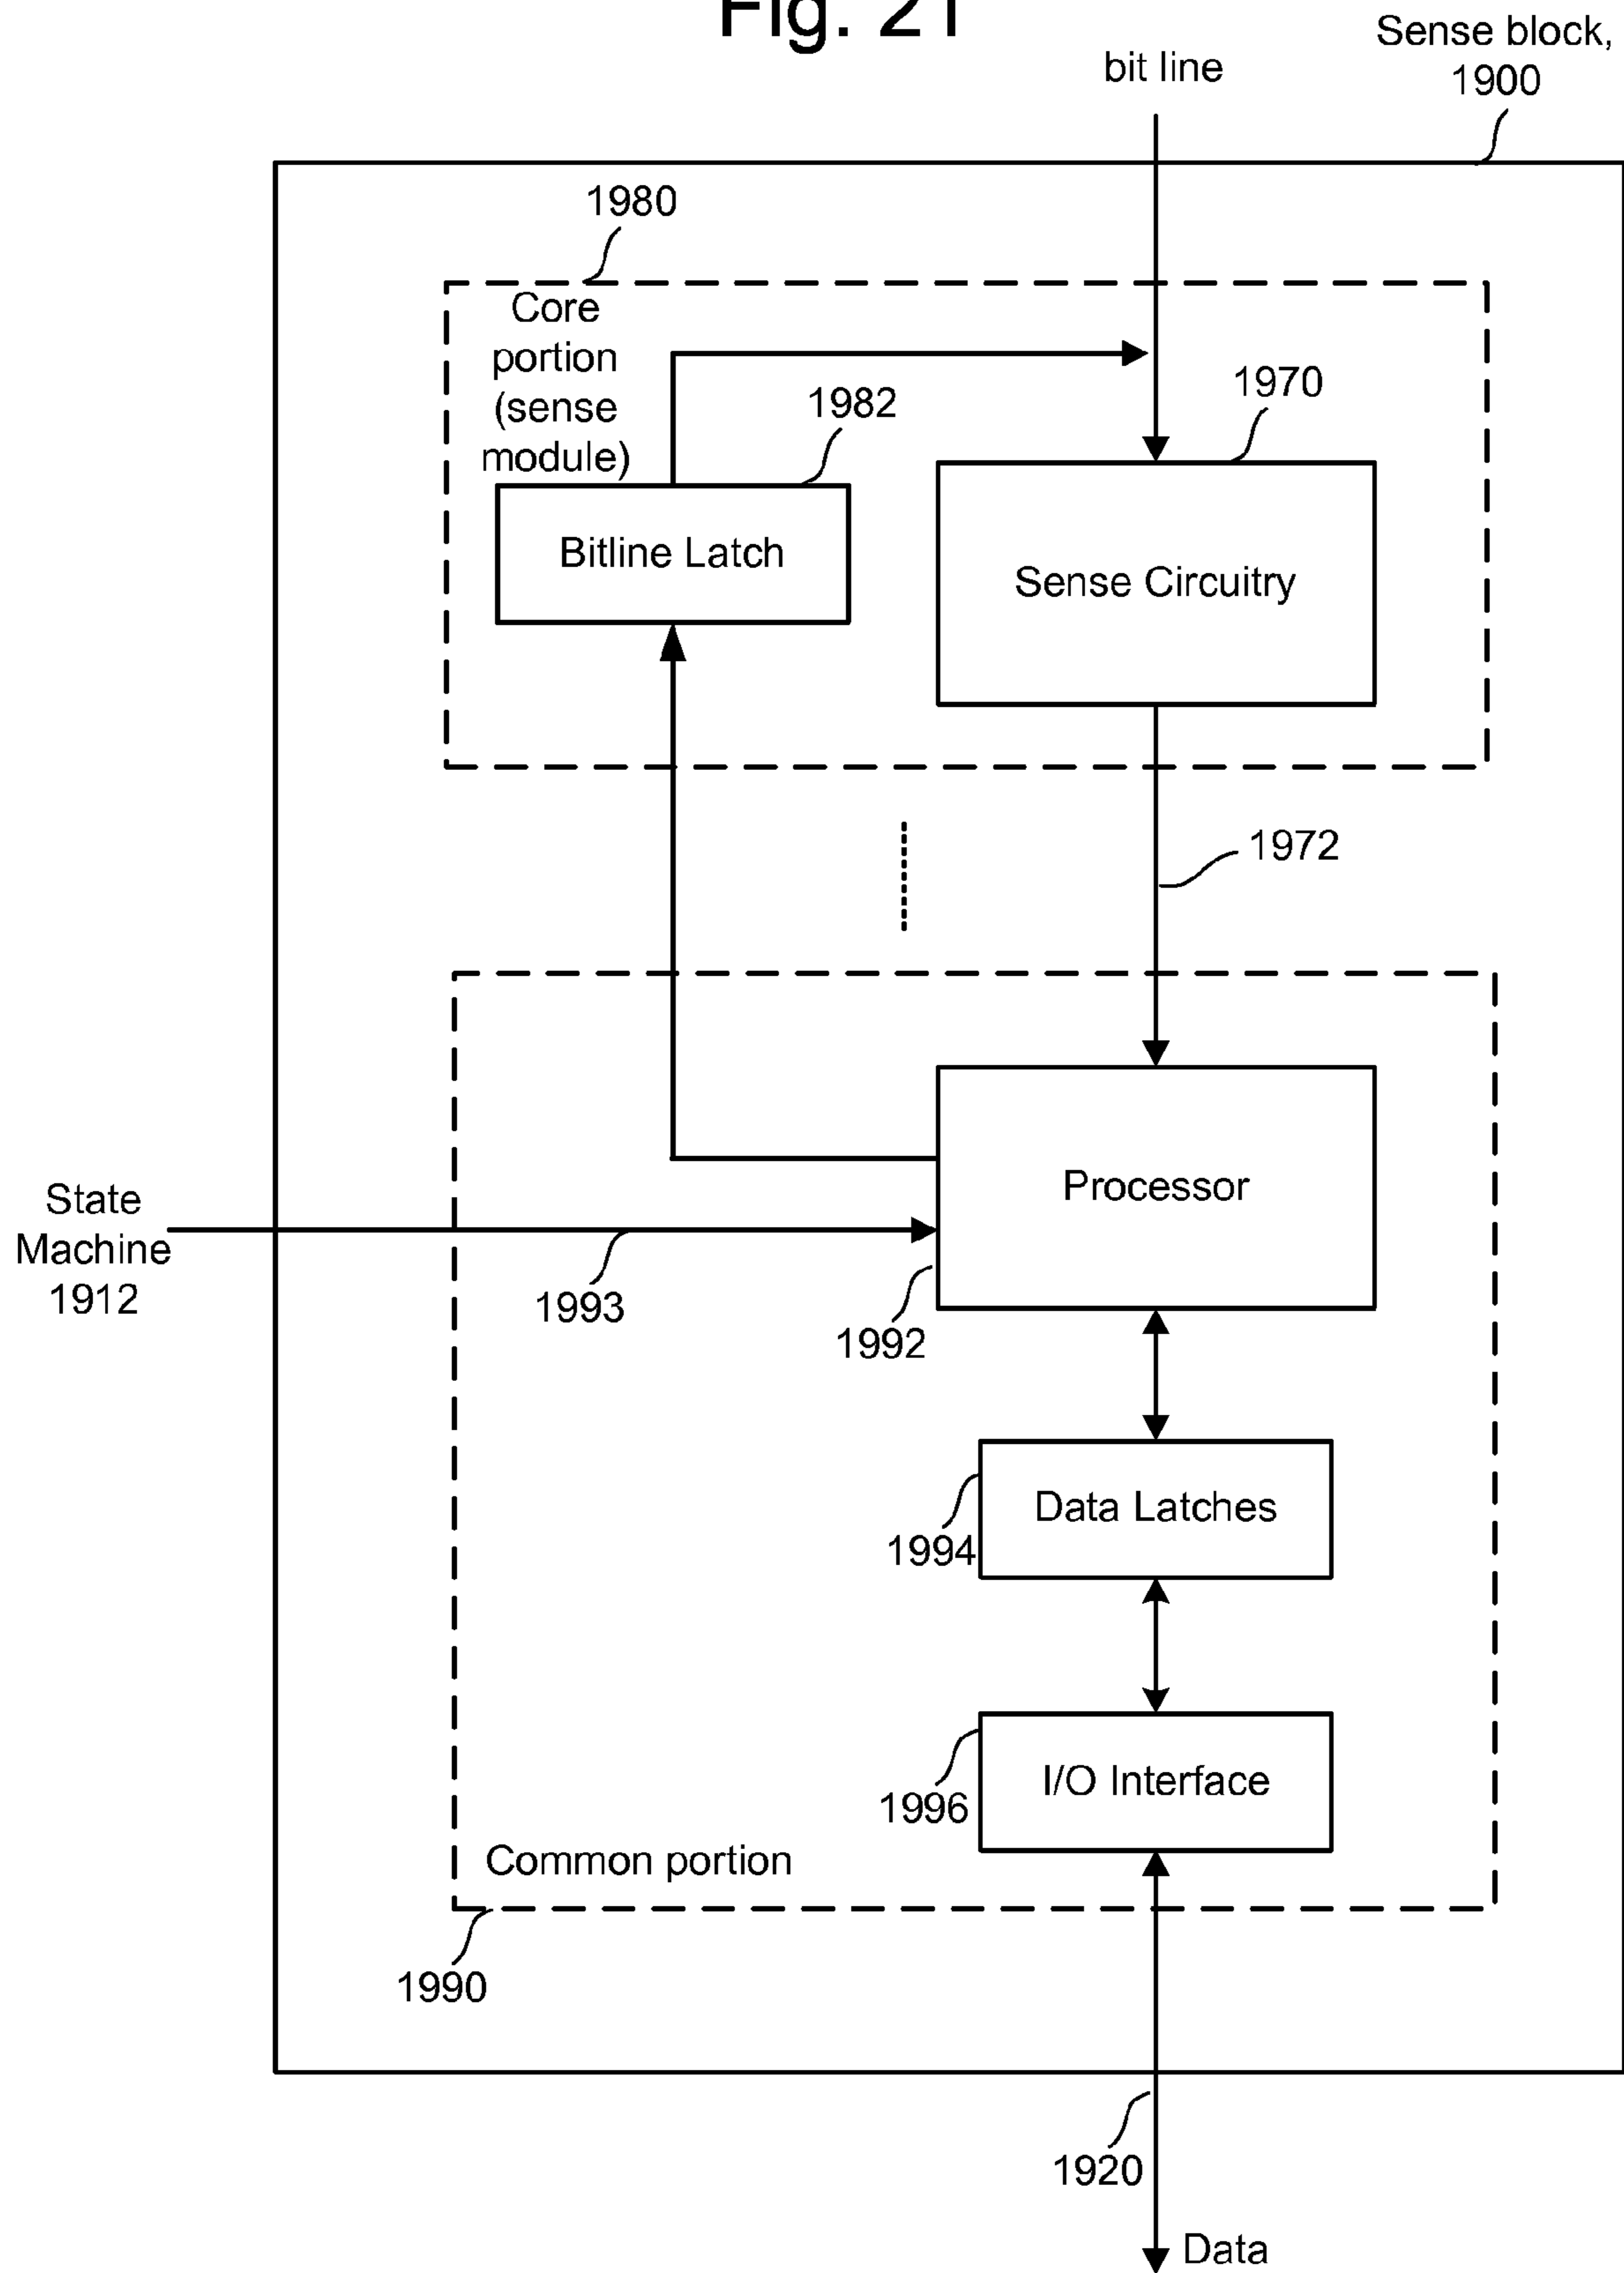 Fig. 21
Sense block,
1900
bit line
1980
Core
portion
(sense
module)
1982
1970
Bitline Latch
Sense Circuitry
1972
Processor
State
Machine
1912
1993
1992
Data Latches
1994
I/O Interface
1996
Common portion
1990
1920
Data